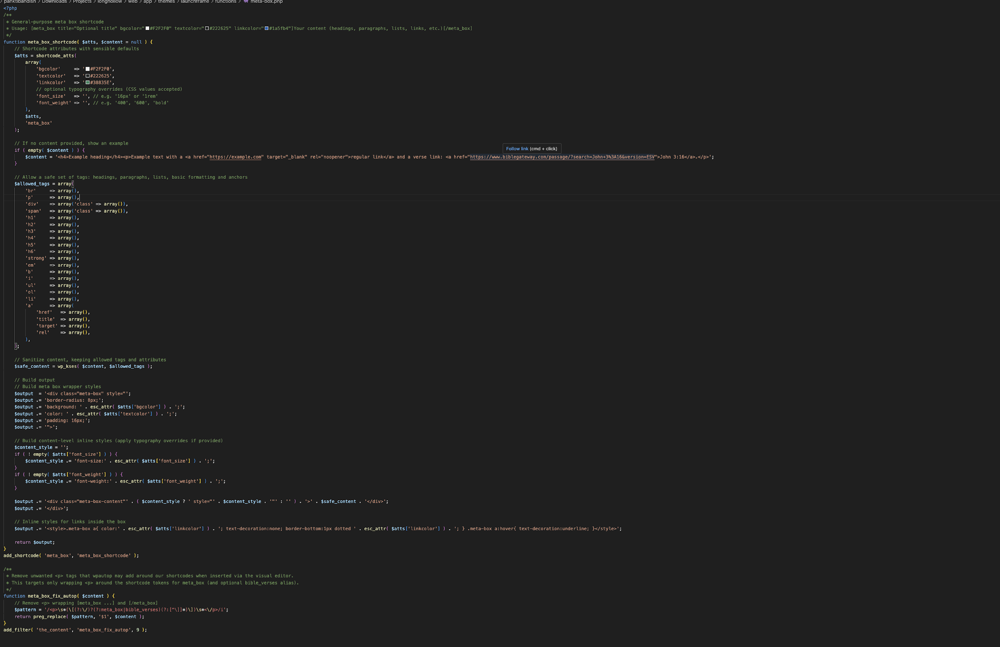 > panktibandish > Downloads > Projects > longhollow > web > app > themes > launchframe > functions > meta-box.php
<?php
/**
 * General-purpose meta box shortcode
 * Usage: [meta_box title="Optional title" bgcolor="#F2F2F0" textcolor="#222625" linkcolor="#1a5fb4"]Your content (headings, paragraphs, lists, links, etc.)[/meta_box]
 */
function meta_box_shortcode( $atts, $content = null ) {
    // Shortcode attributes with sensible defaults
    $atts = shortcode_atts(
        array(
            'bgcolor'     => '#F2F2F0',
            'textcolor'   => '#222625',
            'linkcolor'   => '#38835E',
            // optional typography overrides (CSS values accepted)
            'font_size'   => '', // e.g. '16px' or '1rem'
            'font_weight' => '', // e.g. '400', '600', 'bold'
        ),
        $atts,
        'meta_box'
    );
    // If no content provided, show an example
    if ( empty( $content ) ) {
Follow link (cmd + click)
        $content = '<h4>Example heading</h4><p>Example text with a <a href="https://example.com" target="_blank" rel="noopener">regular link</a> and a verse link: <a href="https://www.biblegateway.com/passage/?search=John+3%3A16&version=ESV">John 3:16</a>.</p>';
    }
    // Allow a safe set of tags: headings, paragraphs, lists, basic formatting and anchors
    $allowed_tags = array(
        'br'     => array(),
        'p'      => array(),
        'div'    => array('class' => array()),
        'span'   => array('class' => array()),
        'h1'     => array(),
        'h2'     => array(),
        'h3'     => array(),
        'h4'     => array(),
        'h5'     => array(),
        'h6'     => array(),
        'strong' => array(),
        'em'     => array(),
        'b'      => array(),
        'i'      => array(),
        'ul'     => array(),
        'ol'     => array(),
        'li'     => array(),
        'a'      => array(
            'href'   => array(),
            'title'  => array(),
            'target' => array(),
            'rel'    => array(),
        ),
    );
    // Sanitize content, keeping allowed tags and attributes
    $safe_content = wp_kses( $content, $allowed_tags );
    // Build output
    // Build meta box wrapper styles
    $output  = '<div class="meta-box" style="';
    $output .= 'border-radius: 8px;';
    $output .= 'background: ' . esc_attr( $atts['bgcolor'] ) . ';';
    $output .= 'color: ' . esc_attr( $atts['textcolor'] ) . ';';
    $output .= 'padding: 16px;';
    $output .= '">';
    // Build content-level inline styles (apply typography overrides if provided)
    $content_style = '';
    if ( ! empty( $atts['font_size'] ) ) {
        $content_style .= 'font-size:' . esc_attr( $atts['font_size'] ) . ';';
    }
    if ( ! empty( $atts['font_weight'] ) ) {
        $content_style .= 'font-weight:' . esc_attr( $atts['font_weight'] ) . ';';
    }
    $output .= '<div class="meta-box-content"' . ( $content_style ? ' style="' . $content_style . '"' : '' ) . '>' . $safe_content . '</div>';
    $output .= '</div>';
    // Inline styles for links inside the box
    $output .= '<style>.meta-box a{ color:' . esc_attr( $atts['linkcolor'] ) . '; text-decoration:none; border-bottom:1px dotted ' . esc_attr( $atts['linkcolor'] ) . '; } .meta-box a:hover{ text-decoration:underline; }</style>';
    return $output;
}
add_shortcode( 'meta_box', 'meta_box_shortcode' );
/**
 * Remove unwanted <p> tags that wpautop may add around our shortcodes when inserted via the visual editor.
 * This targets only wrapping <p> around the shortcode tokens for meta_box (and optional bible_verses alias).
 */
function meta_box_fix_autop( $content ) {
    // Remove <p> wrapping [meta_box ...] and [/meta_box]
    $pattern = '/<p>\s*(\[(?:\/)?(?:meta_box|bible_verses)(?:[^\]]*)\])\s*<\/p>/i';
    return preg_replace( $pattern, '$1', $content );
}
add_filter( 'the_content', 'meta_box_fix_autop', 9 );